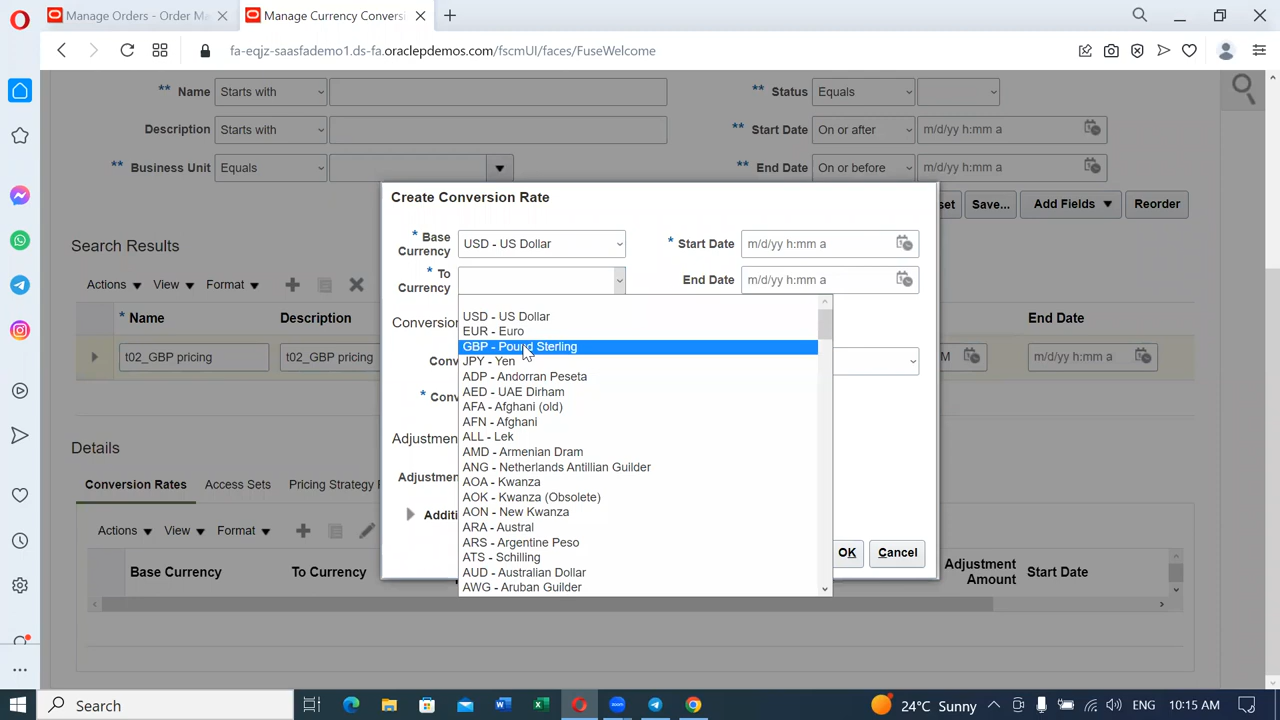 Manage Orders - Order Ma
Manage Currency Conversi
fa-eqjz-saasfademo1.ds-fa.oraclepdemos.com/fscmUI/faces/FuseWelcome
** Name Starts with
** Status Equals
Description Starts with
** Start Date On or after m/d/yy h:mm a
** Business Unit Equals
** End Date On or before m/d/yy h:mm a
Save... Add Fields Reorder
Search Results
Actions View Format
* Name Description End Date
t02_GBP pricing t02_GBP pricing m/d/yy h:mm a
Create Conversion Rate
* Base Currency USD - US Dollar
* Start Date m/d/yy h:mm a
* To Currency
End Date m/d/yy h:mm a
USD - US Dollar
EUR - Euro
GBP - Pound Sterling
JPY - Yen
ADP - Andorran Peseta
AED - UAE Dirham
AFA - Afghani (old)
AFN - Afghani
ALL - Lek
AMD - Armenian Dram
ANG - Netherlands Antillian Guilder
AOA - Kwanza
AOK - Kwanza (Obsolete)
AON - New Kwanza
ARA - Austral
ARS - Argentine Peso
ATS - Schilling
AUD - Australian Dollar
AWG - Aruban Guilder
OK Cancel
Details
Conversion Rates Access Sets
Actions View Format
Base Currency To Currency Adjustment Amount Start Date
Search
24°C Sunny
10:15 AM